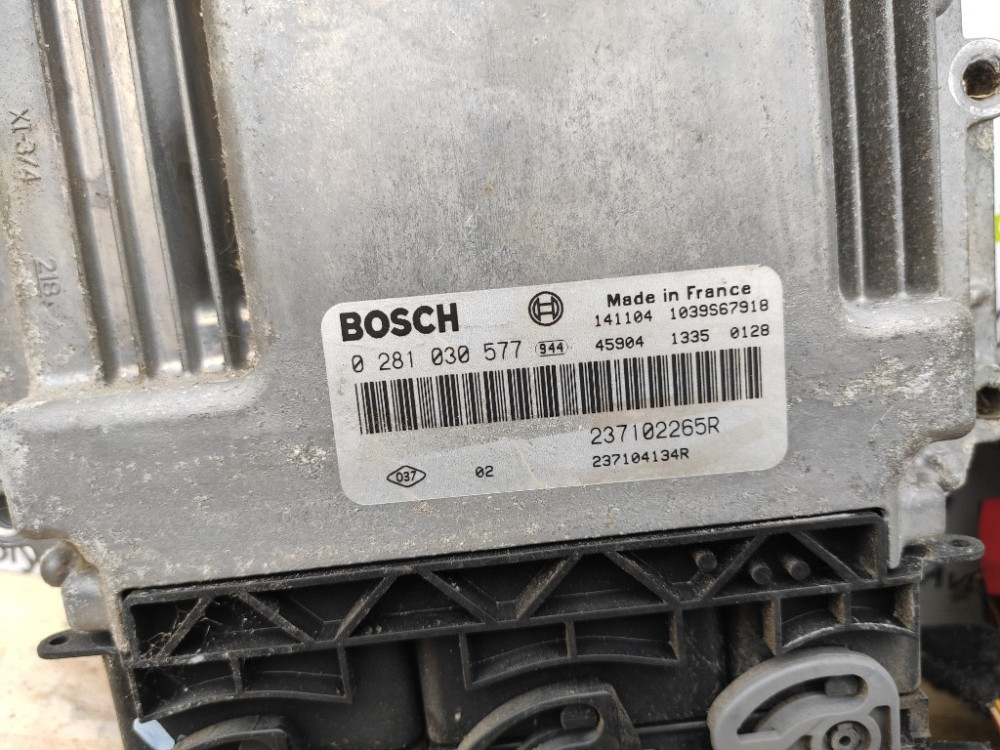 XI-3/4
218
BOSCH
Made in France
141104 1039S67918
0 281 030 577 944 45904 1335 0128
237102265R
037 02 237104134R